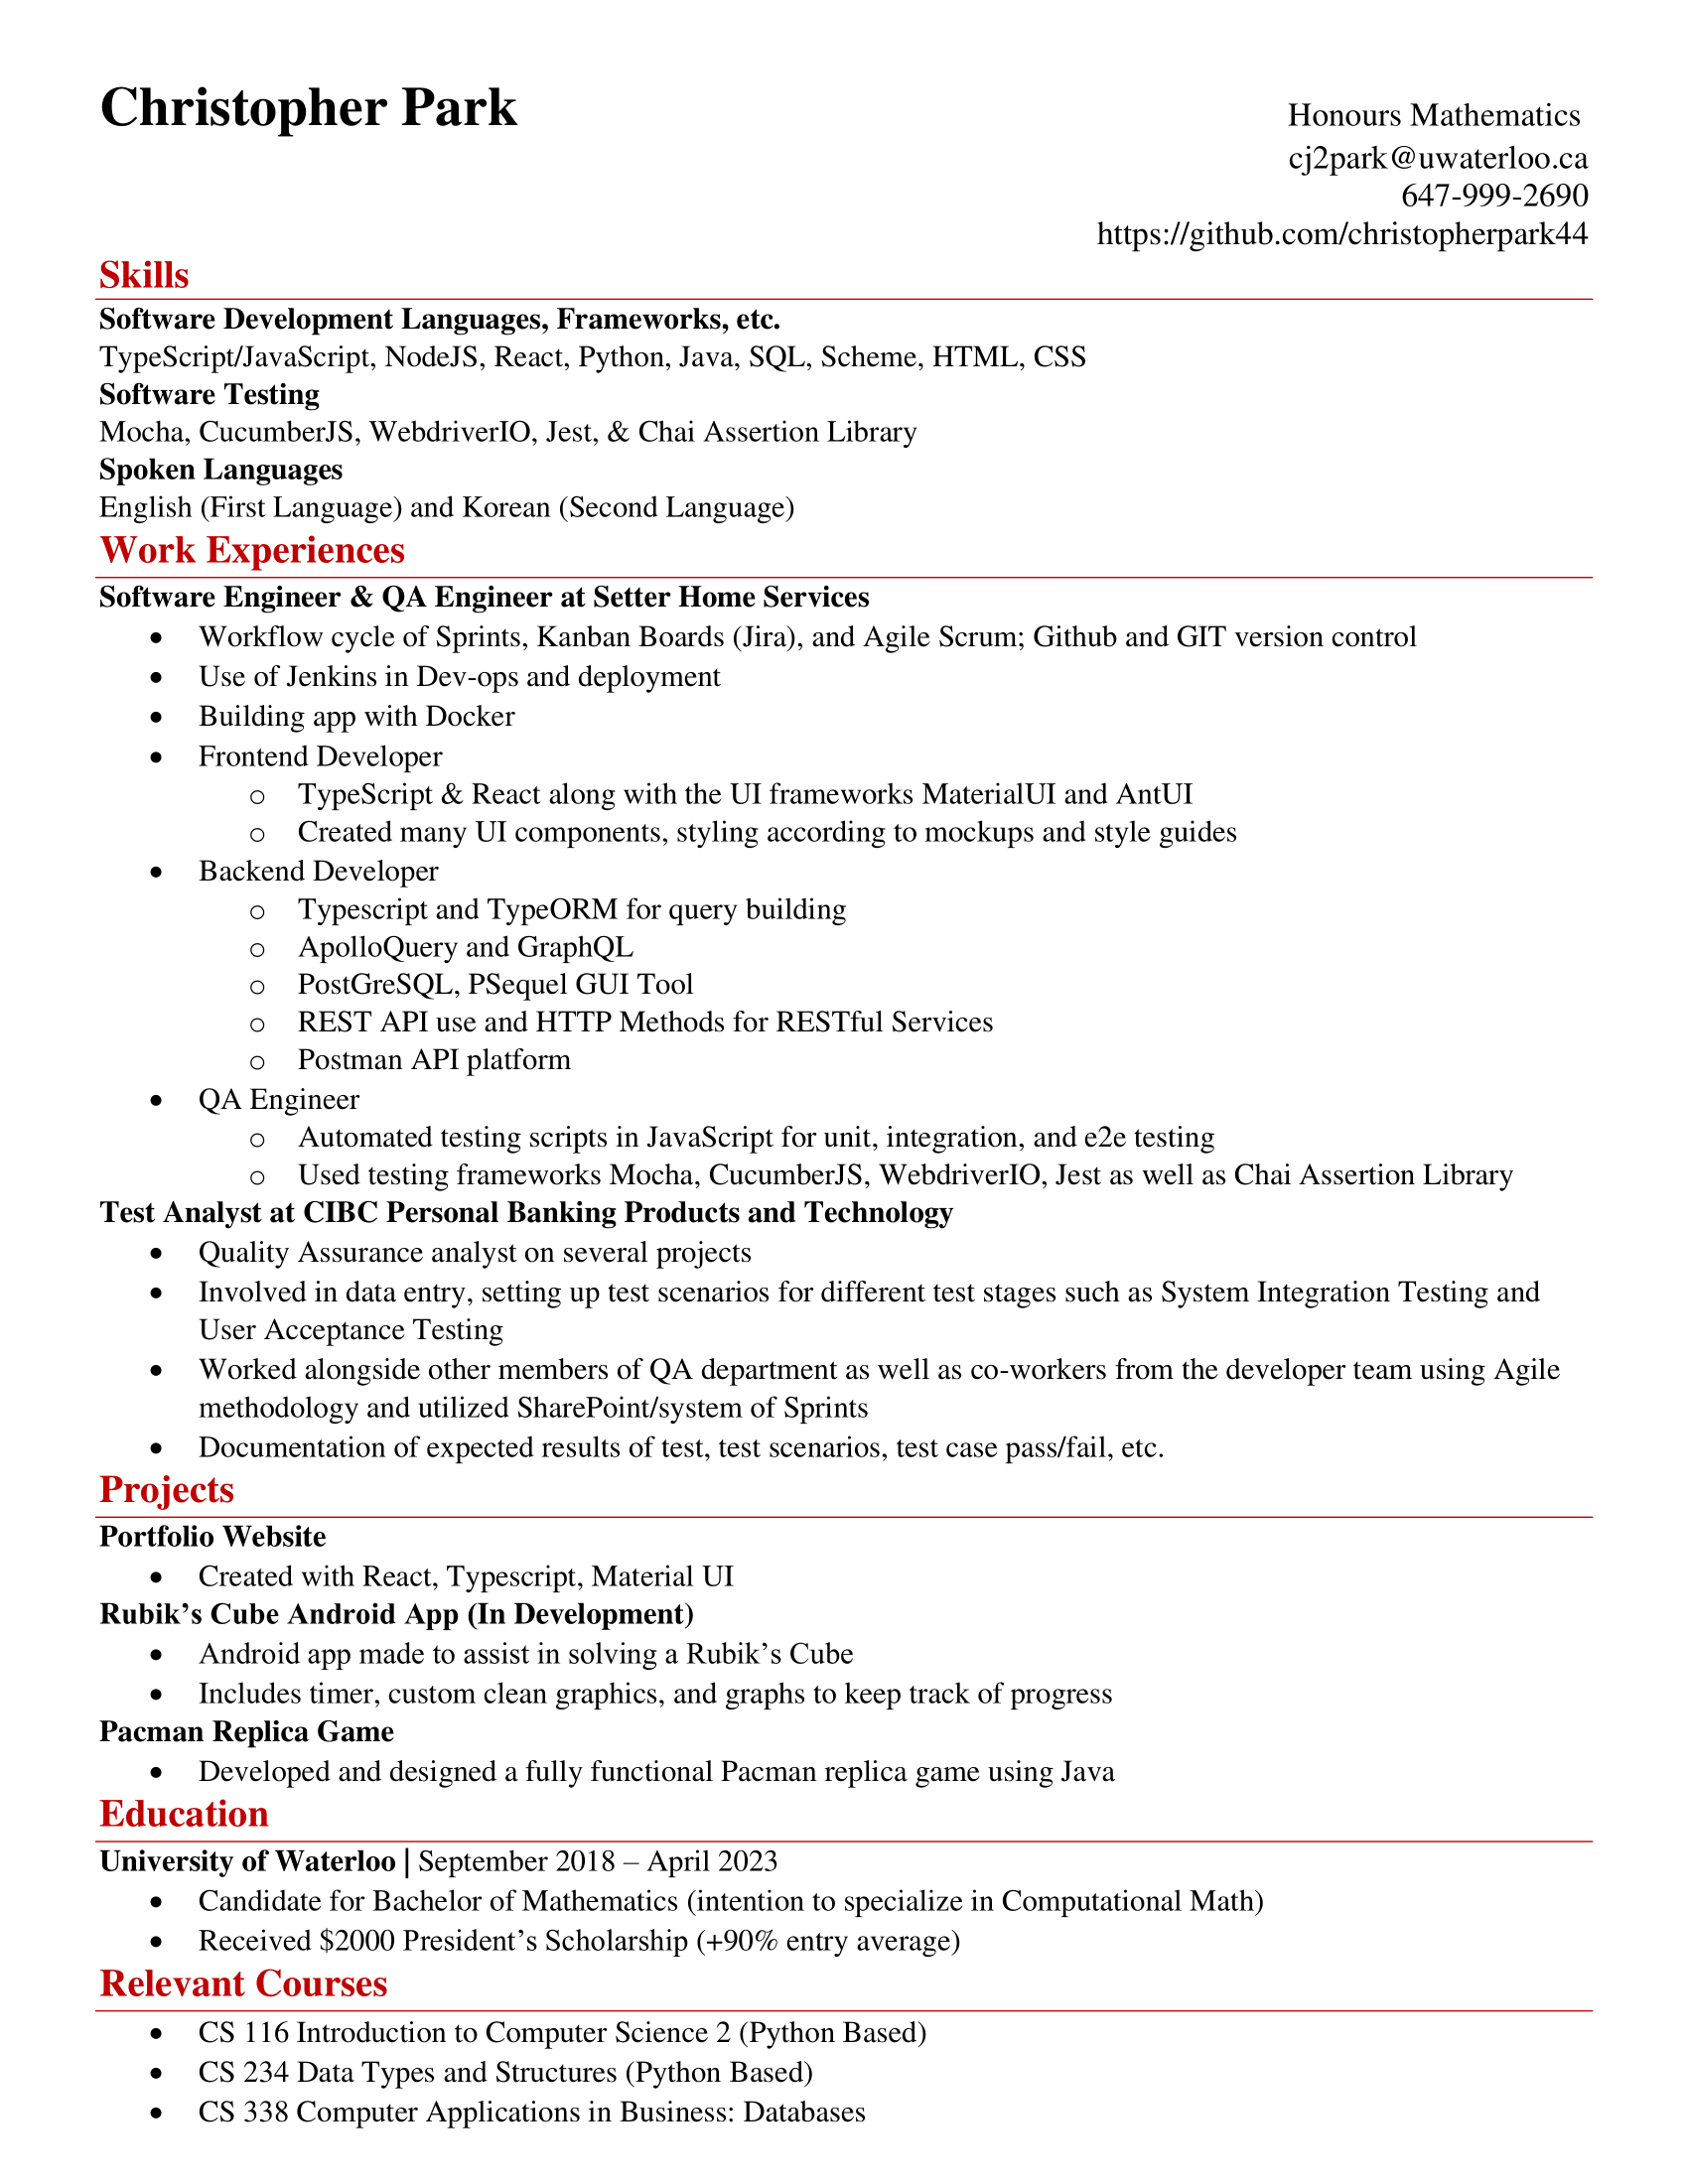 Christopher Park
Honours Mathematics
cj2park@uwaterloo.ca
647-999-2690
https://github.com/christopherpark44
Skills
Software Development Languages, Frameworks, etc.
TypeScript/JavaScript, NodeJS, React, Python, Java, SQL, Scheme, HTML, CSS
Software Testing
Mocha, CucumberJS, WebdriverIO, Jest, & Chai Assertion Library
Spoken Languages
English (First Language) and Korean (Second Language)
Work Experiences
Software Engineer & QA Engineer at Setter Home Services
• Workflow cycle of Sprints, Kanban Boards (Jira), and Agile Scrum; Github and GIT version control
• Use of Jenkins in Dev-ops and deployment
• Building app with Docker
• Frontend Developer
o TypeScript & React along with the UI frameworks MaterialUI and AntUI
o Created many UI components, styling according to mockups and style guides
• Backend Developer
o Typescript and TypeORM for query building
o ApolloQuery and GraphQL
o PostGreSQL, PSequel GUI Tool
o REST API use and HTTP Methods for RESTful Services
o Postman API platform
• QA Engineer
o Automated testing scripts in JavaScript for unit, integration, and e2e testing
o Used testing frameworks Mocha, CucumberJS, WebdriverIO, Jest as well as Chai Assertion Library
Test Analyst at CIBC Personal Banking Products and Technology
• Quality Assurance analyst on several projects
• Involved in data entry, setting up test scenarios for different test stages such as System Integration Testing and
User Acceptance Testing
• Worked alongside other members of QA department as well as co-workers from the developer team using Agile
methodology and utilized SharePoint/system of Sprints
• Documentation of expected results of test, test scenarios, test case pass/fail, etc.
Projects
Portfolio Website
• Created with React, Typescript, Material UI
Rubik’s Cube Android App (In Development)
• Android app made to assist in solving a Rubik’s Cube
• Includes timer, custom clean graphics, and graphs to keep track of progress
Pacman Replica Game
• Developed and designed a fully functional Pacman replica game using Java
Education
University of Waterloo | September 2018 – April 2023
• Candidate for Bachelor of Mathematics (intention to specialize in Computational Math)
• Received $2000 President’s Scholarship (+90% entry average)
Relevant Courses
• CS 116 Introduction to Computer Science 2 (Python Based)
• CS 234 Data Types and Structures (Python Based)
• CS 338 Computer Applications in Business: Databases